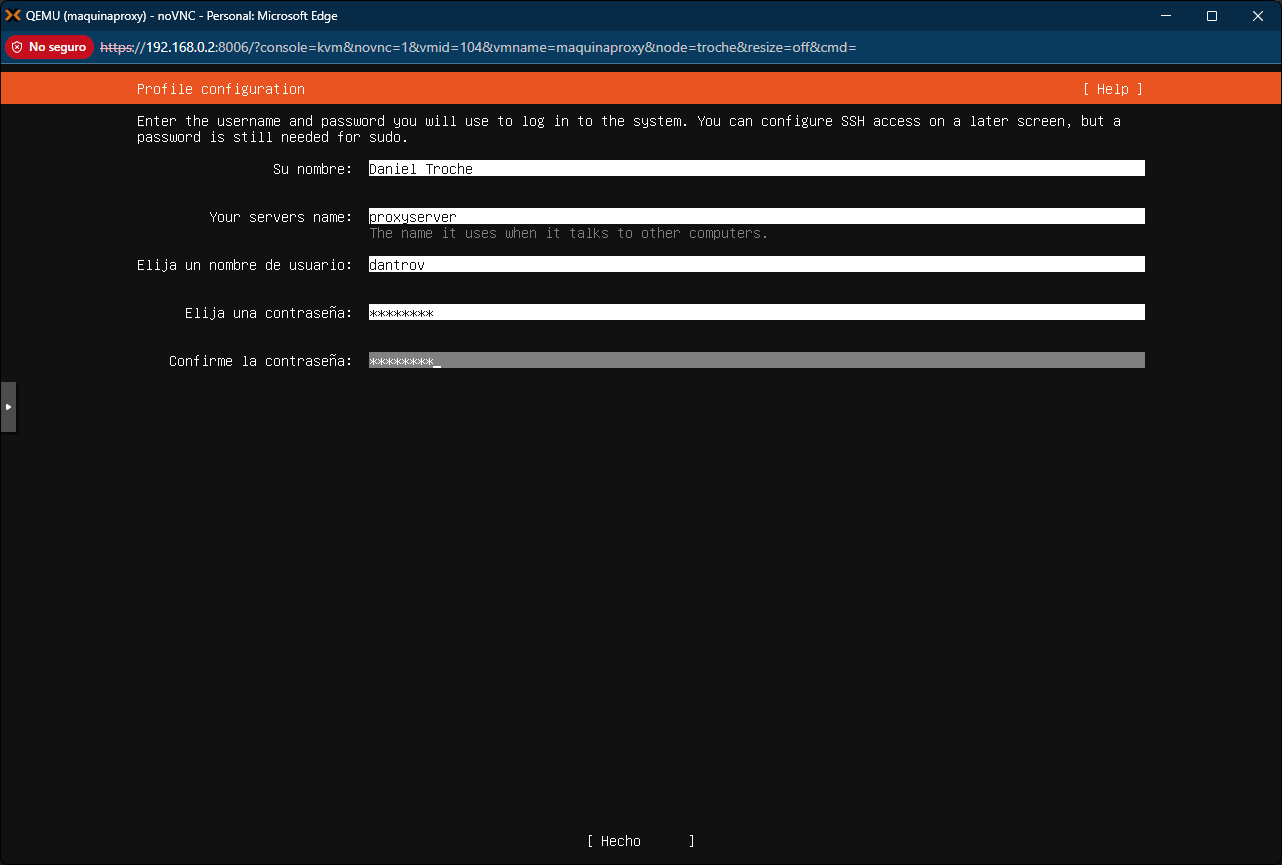 QEMU (maquinaproxy) - noVNC - Personal: Microsoft Edge
No seguro https://192.168.0.2:8006/?console=kvm&novnc=1&vmid=104&vmname=maquinaproxy&node=troche&resize=off&cmd=
Profile configuration [ Help ]
Enter the username and password you will use to log in to the system. You can configure SSH access on a later screen, but a
password is still needed for sudo.
Su nombre: Daniel Troche
Your servers name: proxyserver
The name it uses when it talks to other computers.
Elija un nombre de usuario: dantrov
Elija una contraseña: ********
Confirme la contraseña: ********_
[ Hecho ]